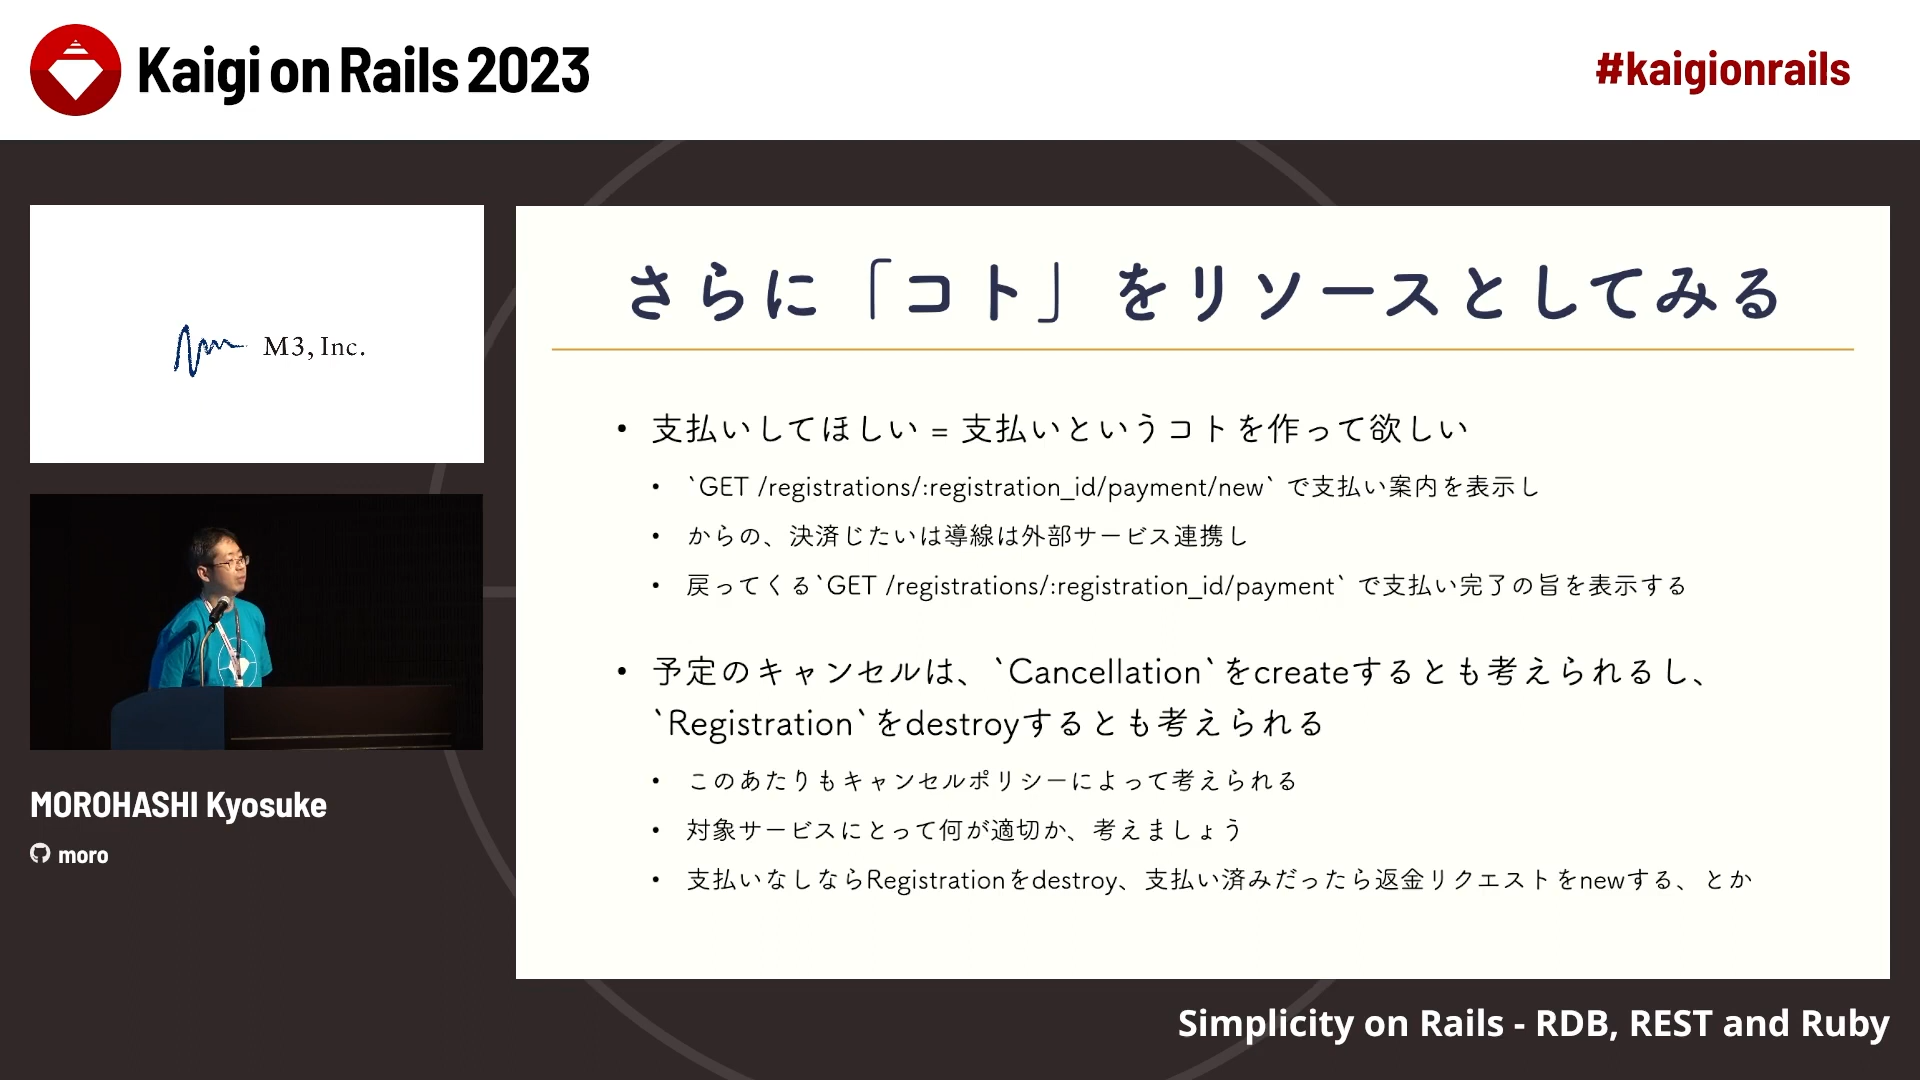 Kaigi on Rails 2023
#kaigionrails
M3, Inc.
MOROHASHI Kyosuke
moro
さらに「コト」をリソースとしてみる
• 支払いしてほしい = 支払いというコトを作って欲しい
• `GET /registrations/:registration_id/payment/new` で支払い案内を表示し
• からの、決済じたいは導線は外部サービス連携し
• 戻ってくる`GET /registrations/:registration_id/payment` で支払い完了の旨を表示する
• 予定のキャンセルは、`Cancellation`をcreateするとも考えられるし、
`Registration`をdestroyするとも考えられる
• このあたりもキャンセルポリシーによって考えられる
• 対象サービスにとって何が適切か、考えましょう
• 支払いなしならRegistrationをdestroy、支払い済みだったら返金リクエストをnewする、とか
Simplicity on Rails - RDB, REST and Ruby